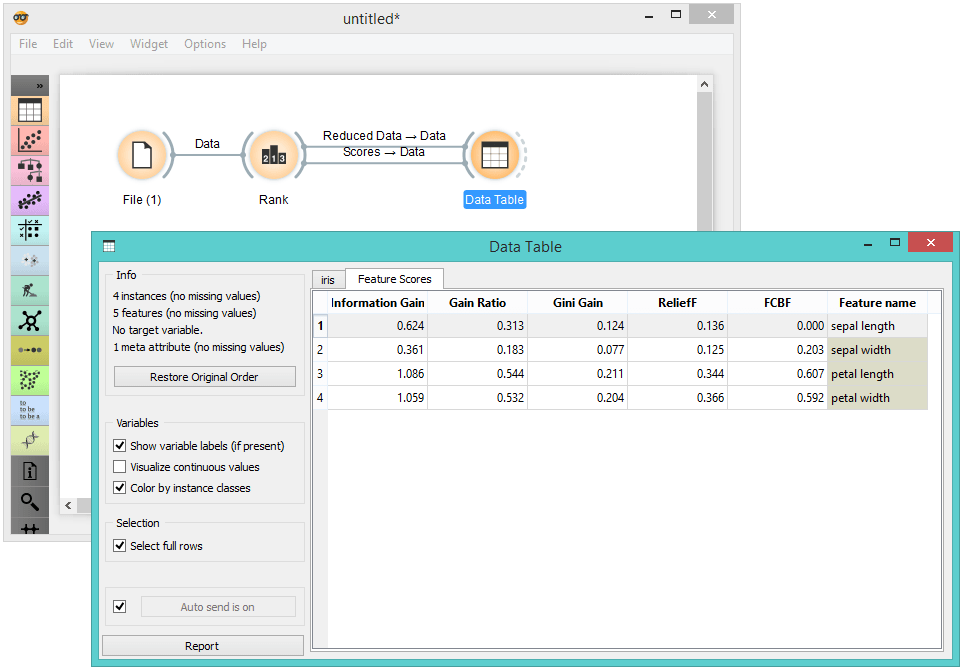 untitled*
File Edit View Widget Options Help
»
Data
Reduced Data → Data
Scores → Data
2 1 3
File (1)
Rank
Data Table
to
to be
to be a
Data Table
Info
4 instances (no missing values)
5 features (no missing values)
No target variable.
1 meta attribute (no missing values)
Restore Original Order
Variables
Show variable labels (if present)
Visualize continuous values
Color by instance classes
Selection
Select full rows
Auto send is on
Report
iris Feature Scores
Information Gain Gain Ratio Gini Gain ReliefF FCBF Feature name
1 0.624 0.313 0.124 0.136 0.000 sepal length
2 0.361 0.183 0.077 0.125 0.203 sepal width
3 1.086 0.544 0.211 0.344 0.607 petal length
4 1.059 0.532 0.204 0.366 0.592 petal width